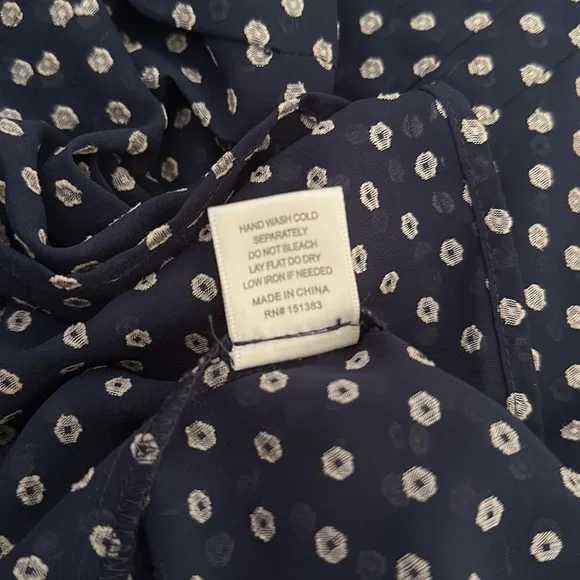 HAND WASH COLD
SEPARATELY
DO NOT BLEACH
LAY FLAT DO DRY
LOW IRON IF NEEDED
MADE IN CHINA
RN# 151383